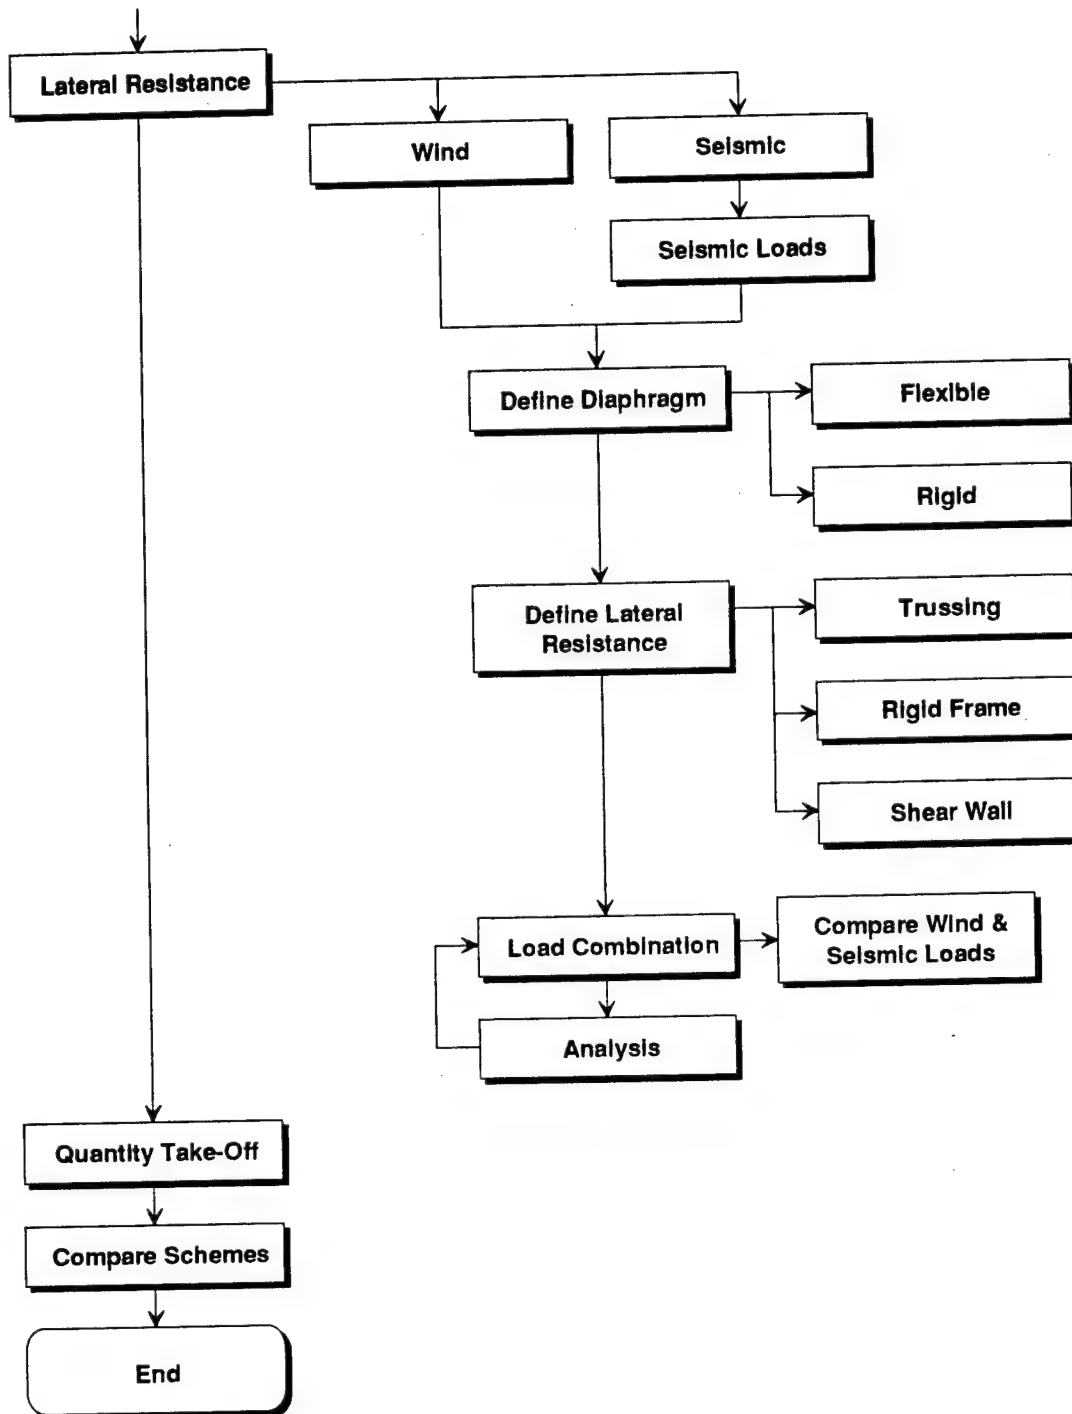 Lateral Resistance
Wind
Seismic
Seismic Loads
Define Diaphragm
Flexible
Rigid
Define Lateral
Resistance
Trussing
Rigid Frame
Shear Wall
Load Combination
Compare Wind &
Seismic Loads
Analysis
Quantity Take-Off
Compare Schemes
End